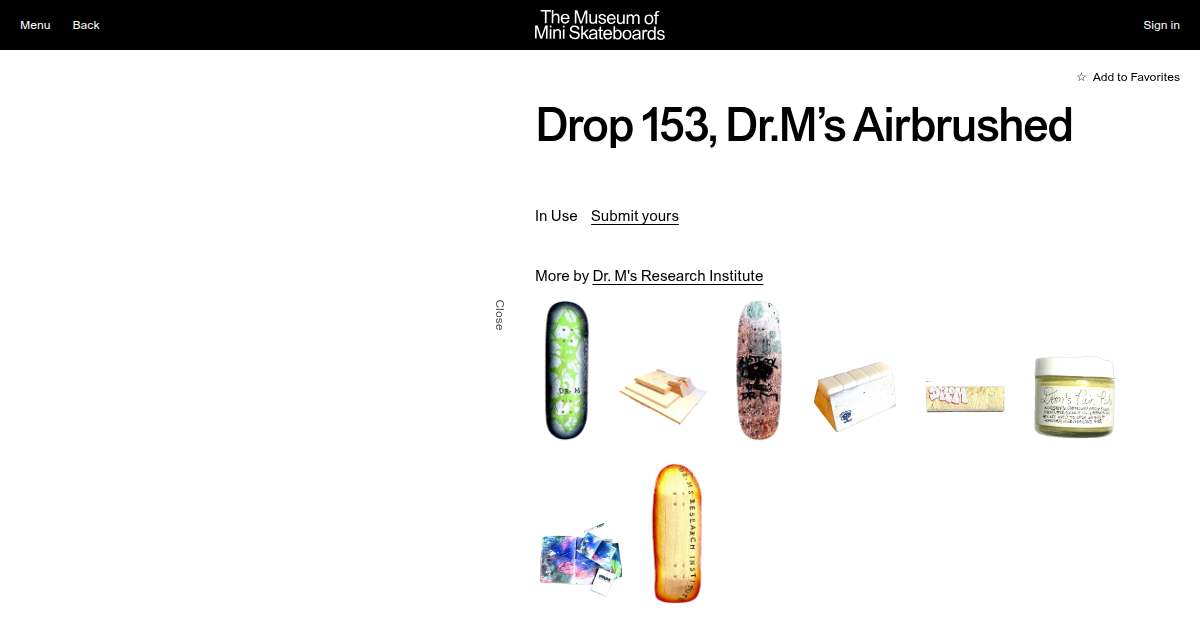 Menu Back
The Museum of
Mini Skateboards
Sign in
☆ Add to Favorites
Drop 153, Dr.M’s Airbrushed
In Use Submit yours
More by Dr. M's Research Institute
Close
DR. M
DR. M'S RESEARCH INSTITUTE